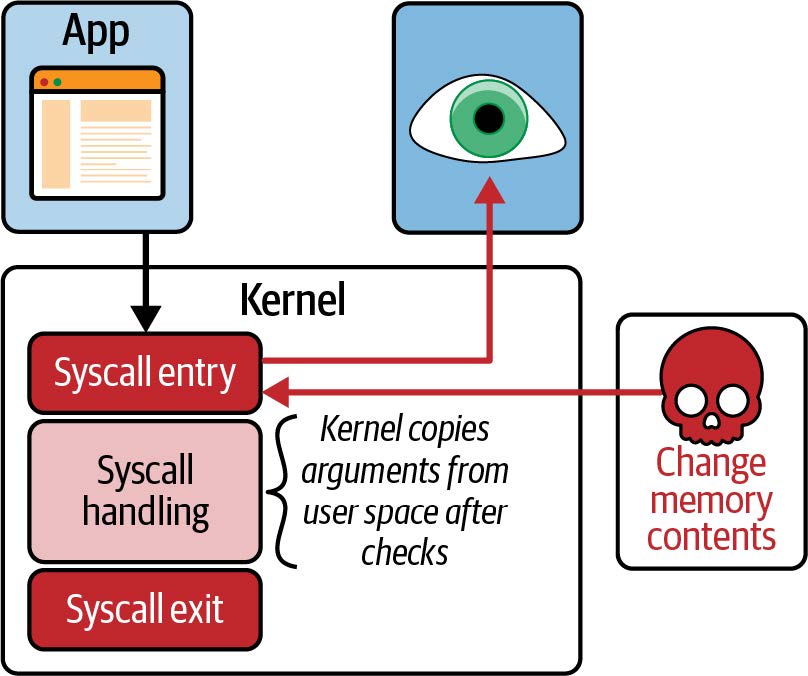 App
Kernel
Syscall entry
Syscall
handling
Kernel copies
arguments from
user space after
checks
Syscall exit
Change
memory
contents